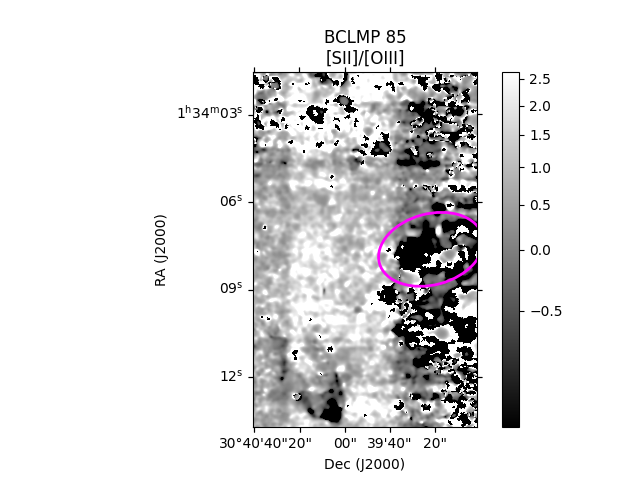 BCLMP 85
[SII]/[OIII]
1ʰ34ᵐ03ˢ
06ˢ
09ˢ
12ˢ
RA (J2000)
30°40'40"20" 00" 39'40" 20"
Dec (J2000)
2.5
2.0
1.5
1.0
0.5
0.0
−0.5